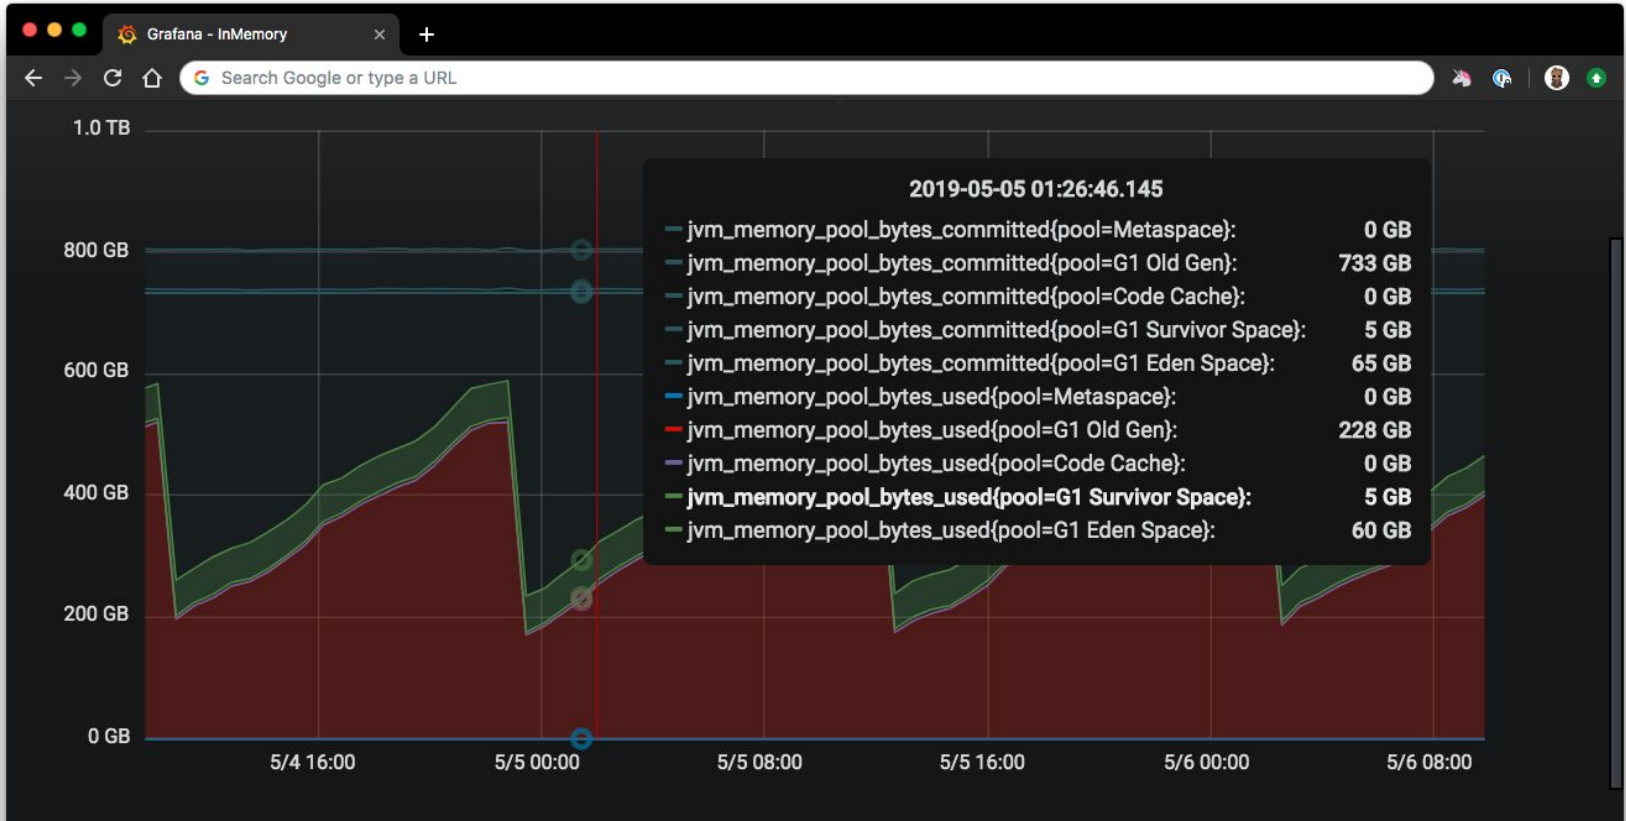 Grafana - InMemory
Search Google or type a URL
1.0 TB
800 GB
600 GB
400 GB
200 GB
0 GB
5/4 16:00
5/5 00:00
5/5 08:00
5/5 16:00
5/6 00:00
5/6 08:00
2019-05-05 01:26:46.145
jvm_memory_pool_bytes_committed{pool=Metaspace}: 0 GB
jvm_memory_pool_bytes_committed{pool=G1 Old Gen}: 733 GB
jvm_memory_pool_bytes_committed{pool=Code Cache}: 0 GB
jvm_memory_pool_bytes_committed{pool=G1 Survivor Space}: 5 GB
jvm_memory_pool_bytes_committed{pool=G1 Eden Space}: 65 GB
jvm_memory_pool_bytes_used{pool=Metaspace}: 0 GB
jvm_memory_pool_bytes_used{pool=G1 Old Gen}: 228 GB
jvm_memory_pool_bytes_used{pool=Code Cache}: 0 GB
jvm_memory_pool_bytes_used{pool=G1 Survivor Space}: 5 GB
jvm_memory_pool_bytes_used{pool=G1 Eden Space}: 60 GB